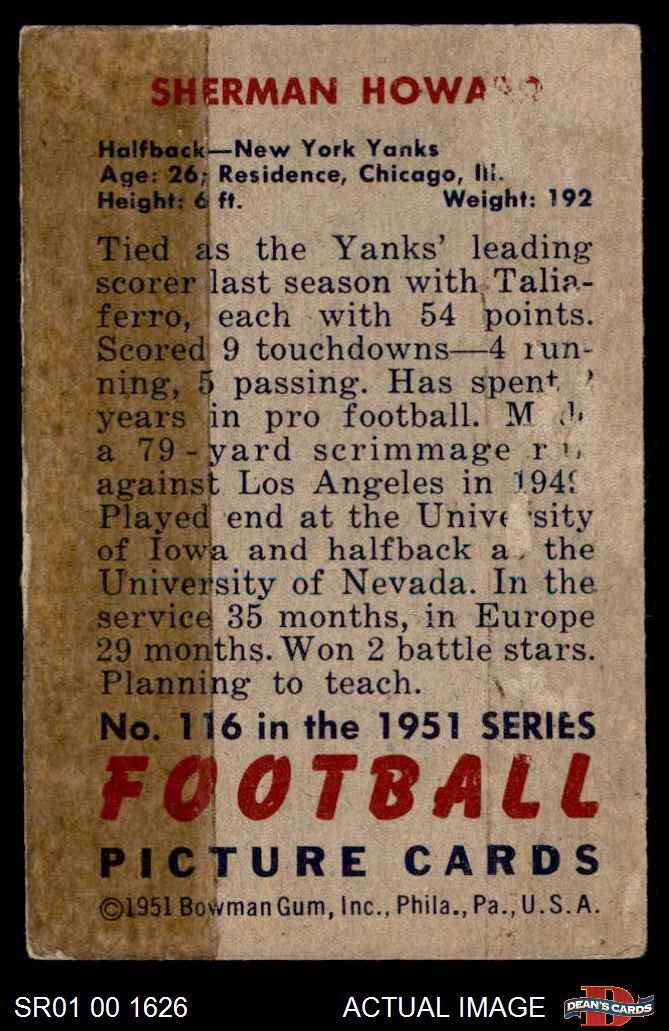 SHERMAN HOWA
Halfback—New York Yanks
Age: 26; Residence, Chicago, Ill.
Height: 6 ft. Weight: 192
Tied as the Yanks' leading
scorer last season with Talia-
ferro, each with 54 points.
Scored 9 touchdowns—4 run-
ning, 5 passing. Has spent
years in pro football.
a 79-yard scrimmage
against Los Angeles in 1949
Played end at the University
of Iowa and halfback a. the
University of Nevada. In the
service 35 months, in Europe
29 months. Won 2 battle stars.
Planning to teach.
No. 116 in the 1951 SERIES
FOOTBALL
PICTURE CARDS
©1951 Bowman Gum, Inc., Phila., Pa., U.S.A.
SR01 00 1626 ACTUAL IMAGE DEAN'S CARDS